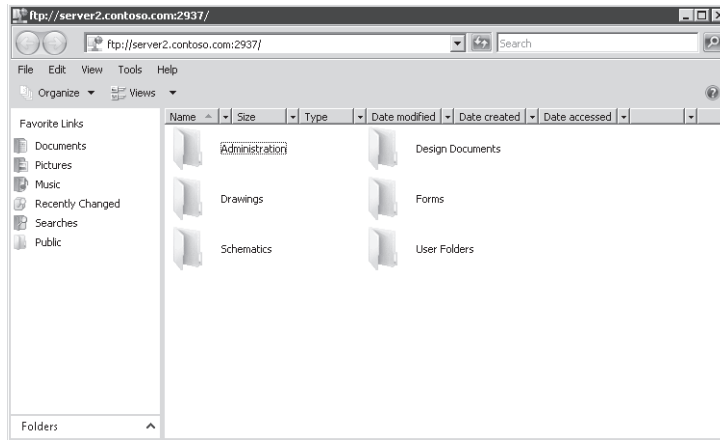 ftp://server2.contoso.com:2937/
ftp://server2.contoso.com:2937/
Search
File Edit View Tools Help
Organize Views
Favorite Links
Documents
Pictures
Music
Recently Changed
Searches
Public
Folders
Name Size Type Date modified Date created Date accessed
Administration Design Documents
Drawings Forms
Schematics User Folders